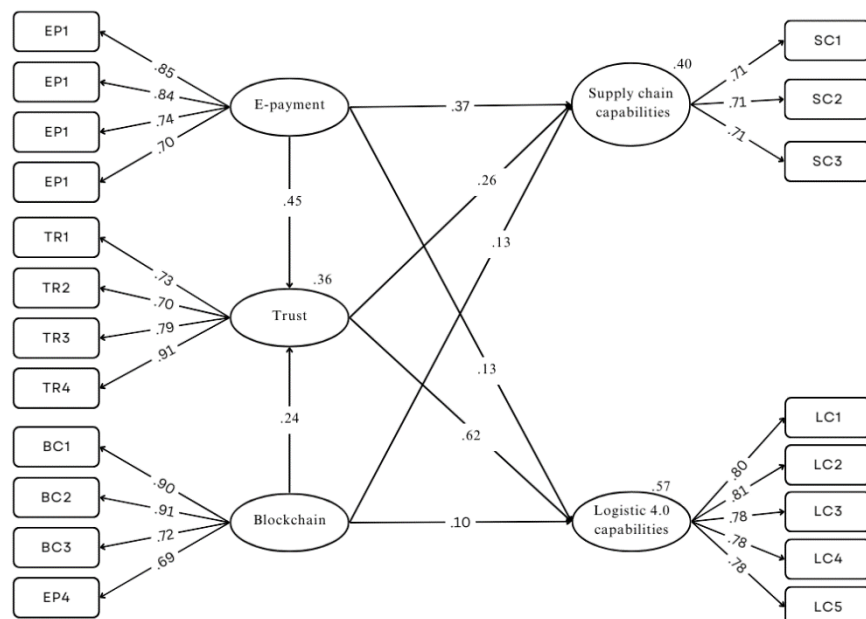 EP1
EP1
EP1
EP1
.85
.84
.74
.70
E-payment
TR1
TR2
TR3
TR4
.73
.70
.79
.91
Trust
.36
BC1
BC2
BC3
EP4
.90
.91
.72
.69
Blockchain
.45
.24
.37
.26
.13
.13
.62
.10
Supply chain
capabilities
.40
.71
.71
.71
SC1
SC2
SC3
Logistic 4.0
capabilities
.57
.80
.81
.78
.78
.78
LC1
LC2
LC3
LC4
LC5